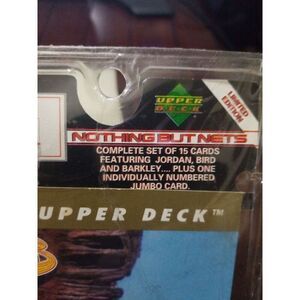 UPPER
DECK
LIMITED
EDITION
NOTHING BUT NETS
COMPLETE SET OF 15 CARDS
FEATURING JORDAN, BIRD
AND BARKLEY.... PLUS ONE
INDIVIDUALLY NUMBERED
JUMBO CARD.
UPPER DECK™